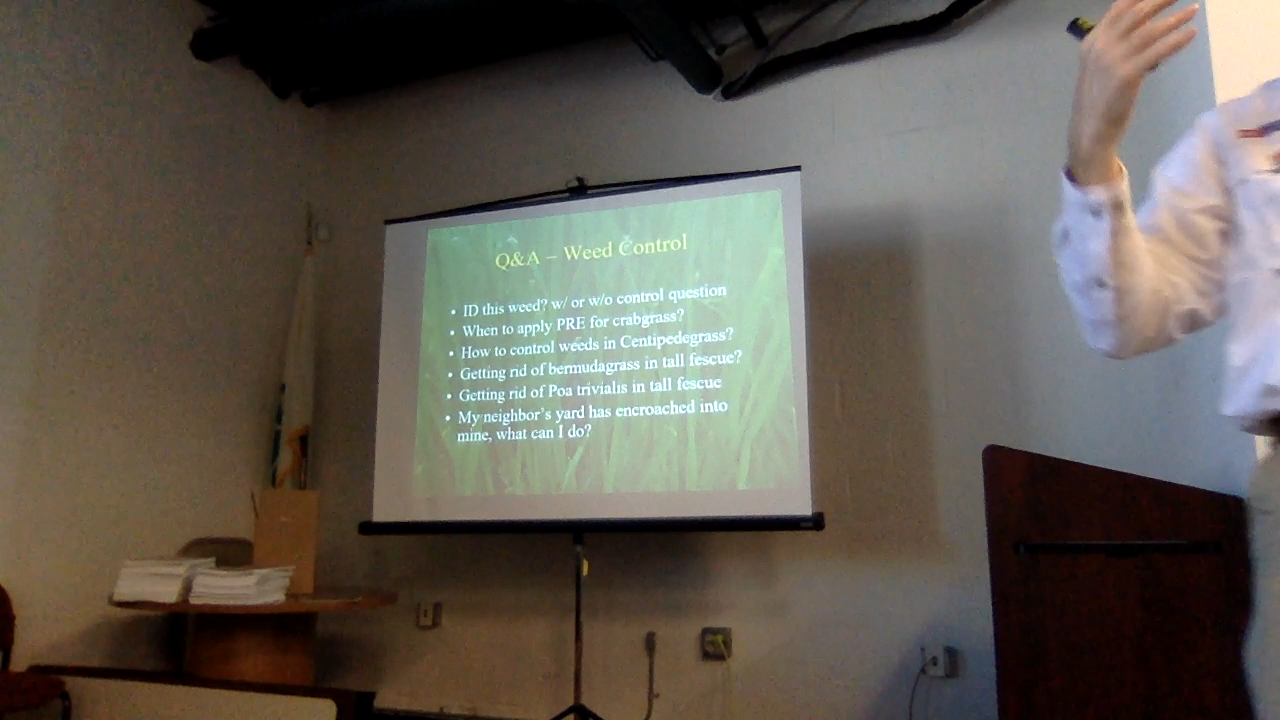 Q&A – Weed Control
• ID this weed? w/ or w/o control question
• When to apply PRE for crabgrass?
• How to control weeds in Centipedegrass?
• Getting rid of bermudagrass in tall fescue?
• Getting rid of Poa trivialis in tall fescue
• My neighbor's yard has encroached into
mine, what can I do?